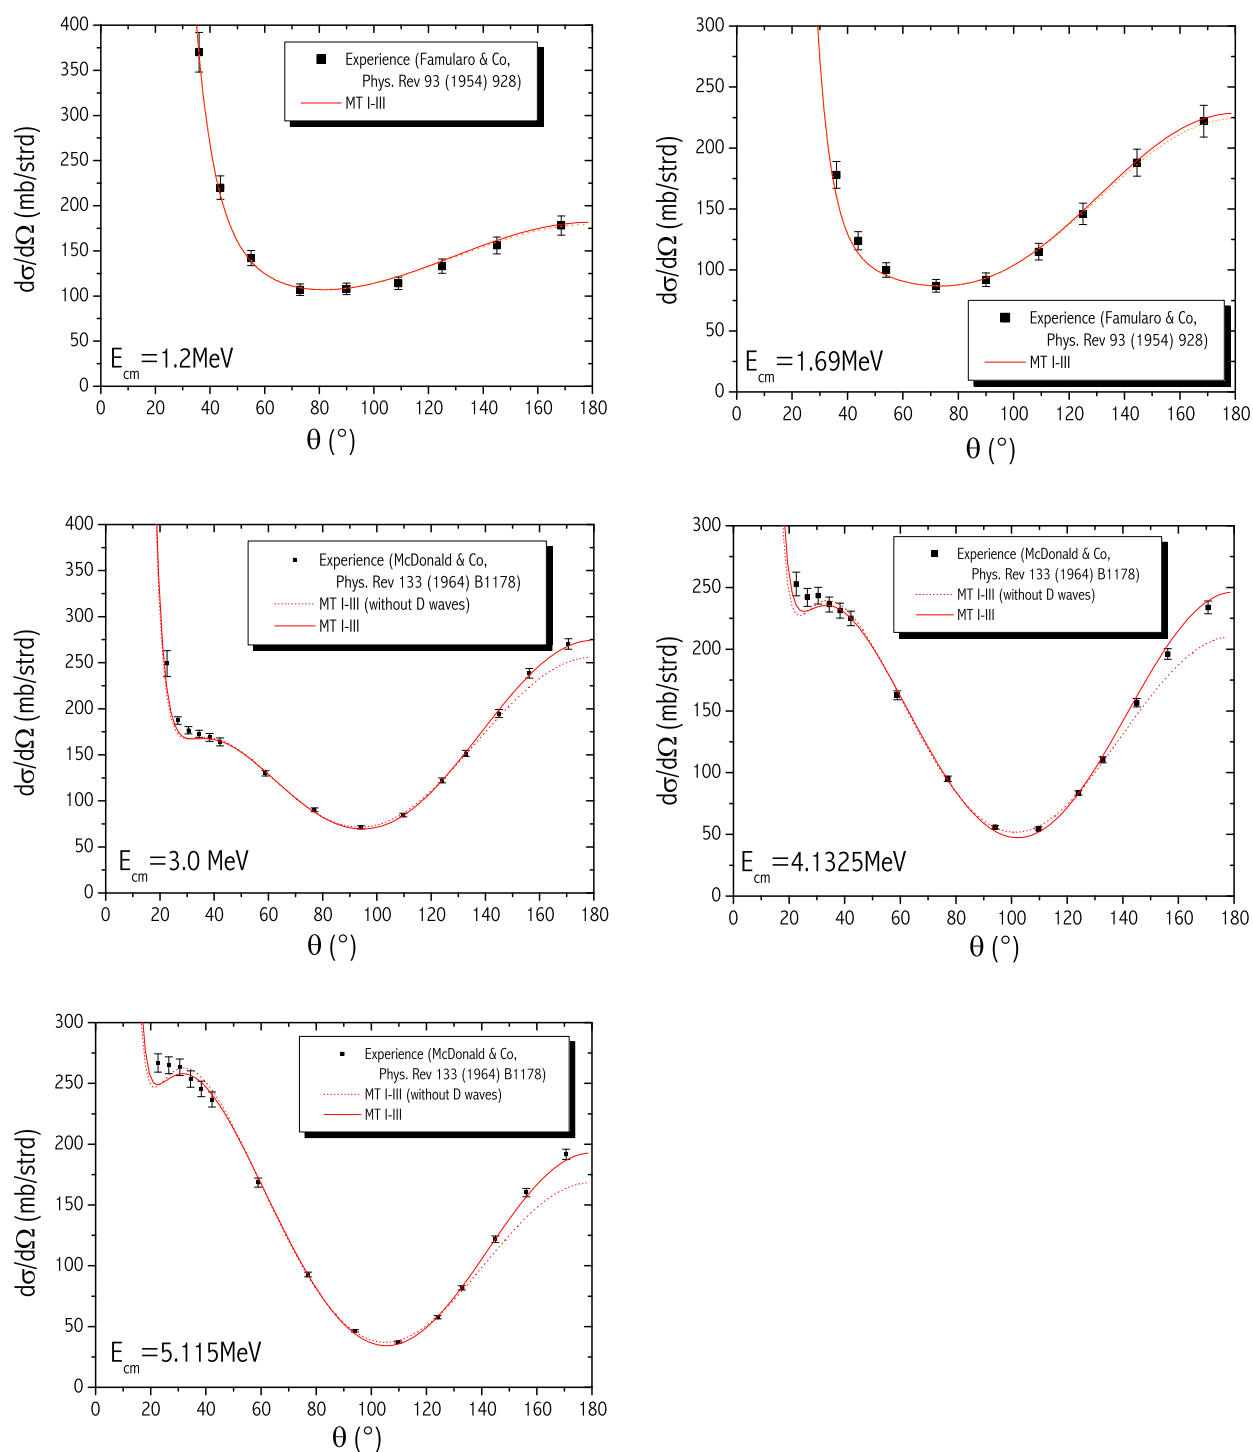 400
350
300
250
200
150
100
50
0
dσ/dΩ (mb/strd)
Experience (Famularo & Co,
Phys. Rev 93 (1954) 928)
MT I-III
E_cm=1.2MeV
0 20 40 60 80 100 120 140 160 180
θ (°)
300
250
200
150
100
50
0
dσ/dΩ (mb/strd)
Experience (Famularo & Co,
Phys. Rev 93 (1954) 928)
MT I-III
E_cm=1.69MeV
0 20 40 60 80 100 120 140 160 180
θ (°)
400
350
300
250
200
150
100
50
0
dσ/dΩ (mb/strd)
Experience (McDonald & Co,
Phys. Rev 133 (1964) B1178)
MT I-III (without D waves)
MT I-III
E_cm=3.0 MeV
0 20 40 60 80 100 120 140 160 180
θ (°)
300
250
200
150
100
50
0
dσ/dΩ (mb/strd)
Experience (McDonald & Co,
Phys. Rev 133 (1964) B1178)
MT I-III (without D waves)
MT I-III
E_cm=4.1325MeV
0 20 40 60 80 100 120 140 160 180
θ (°)
300
250
200
150
100
50
0
dσ/dΩ (mb/strd)
Experience (McDonald & Co,
Phys. Rev 133 (1964) B1178)
MT I-III (without D waves)
MT I-III
E_cm=5.115MeV
0 20 40 60 80 100 120 140 160 180
θ (°)